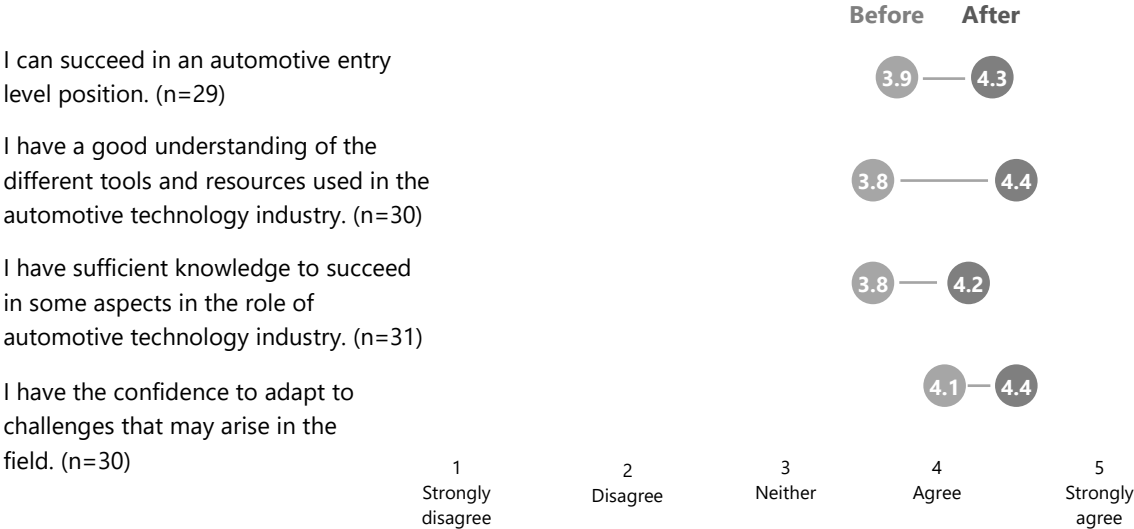 Before After
I can succeed in an automotive entry
level position. (n=29)
3.9 4.3
I have a good understanding of the
different tools and resources used in the
automotive technology industry. (n=30)
3.8 4.4
I have sufficient knowledge to succeed
in some aspects in the role of
automotive technology industry. (n=31)
3.8 4.2
I have the confidence to adapt to
challenges that may arise in the
field. (n=30)
4.1 4.4
1 2 3 4 5
Strongly disagree Disagree Neither Agree Strongly agree